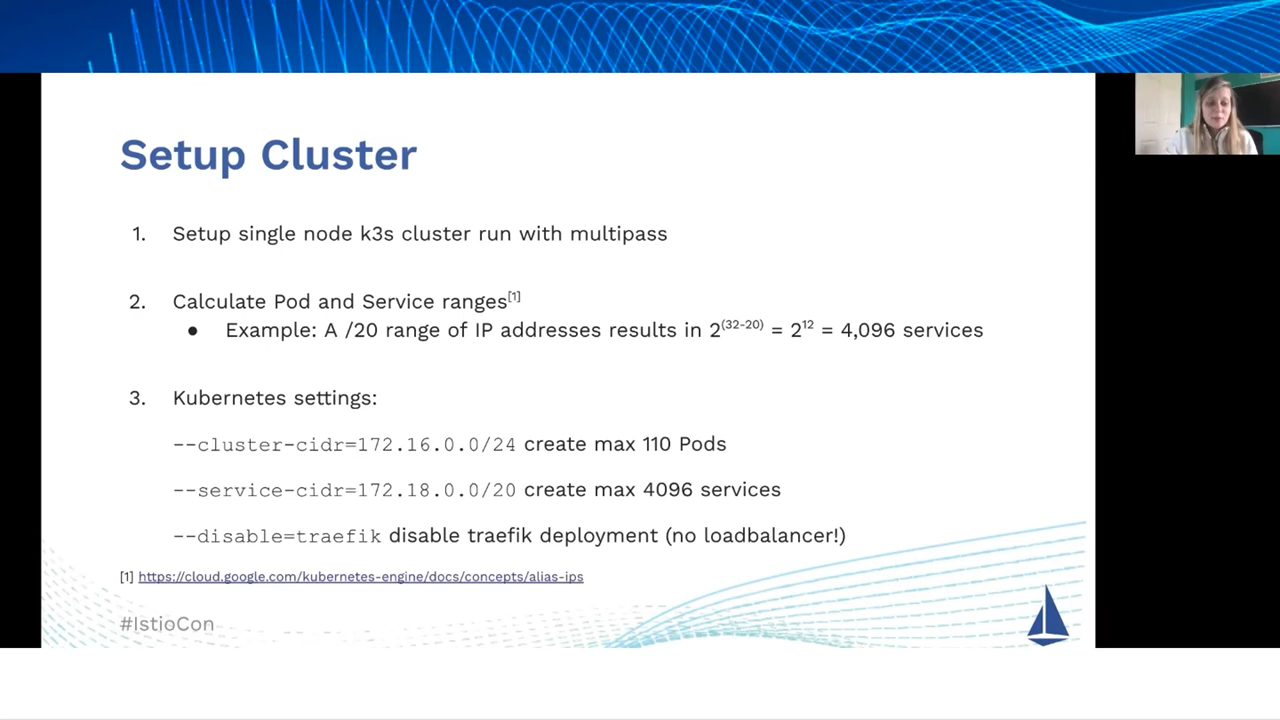 Setup Cluster
1. Setup single node k3s cluster run with multipass
2. Calculate Pod and Service ranges[1]
● Example: A /20 range of IP addresses results in 2(32-20) = 212 = 4,096 services
3. Kubernetes settings:
--cluster-cidr=172.16.0.0/24 create max 110 Pods
--service-cidr=172.18.0.0/20 create max 4096 services
--disable=traefik disable traefik deployment (no loadbalancer!)
[1] https://cloud.google.com/kubernetes-engine/docs/concepts/alias-ips
#IstioCon